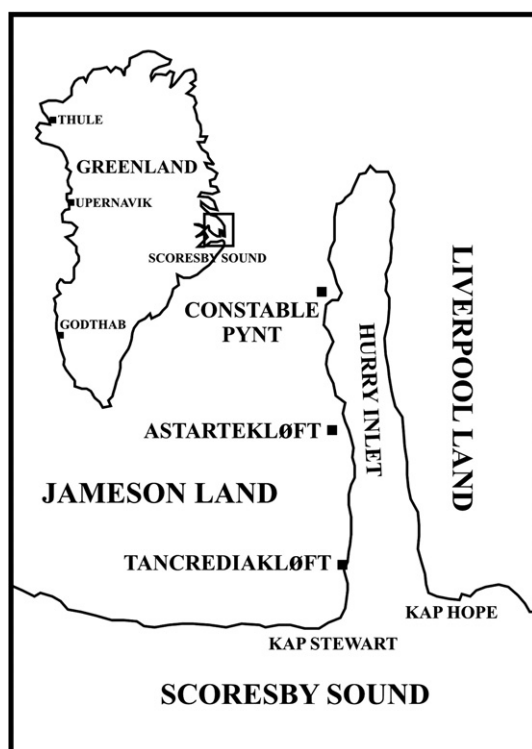 THULE
GREENLAND
UPERNAVIK
SCORESBY SOUND
GODTHAB
CONSTABLE
PYNT
HURRY INLET
LIVERPOOL LAND
ASTARTEKLØFT
JAMESON LAND
TANCREDIAKLØFT
KAP HOPE
KAP STEWART
SCORESBY SOUND